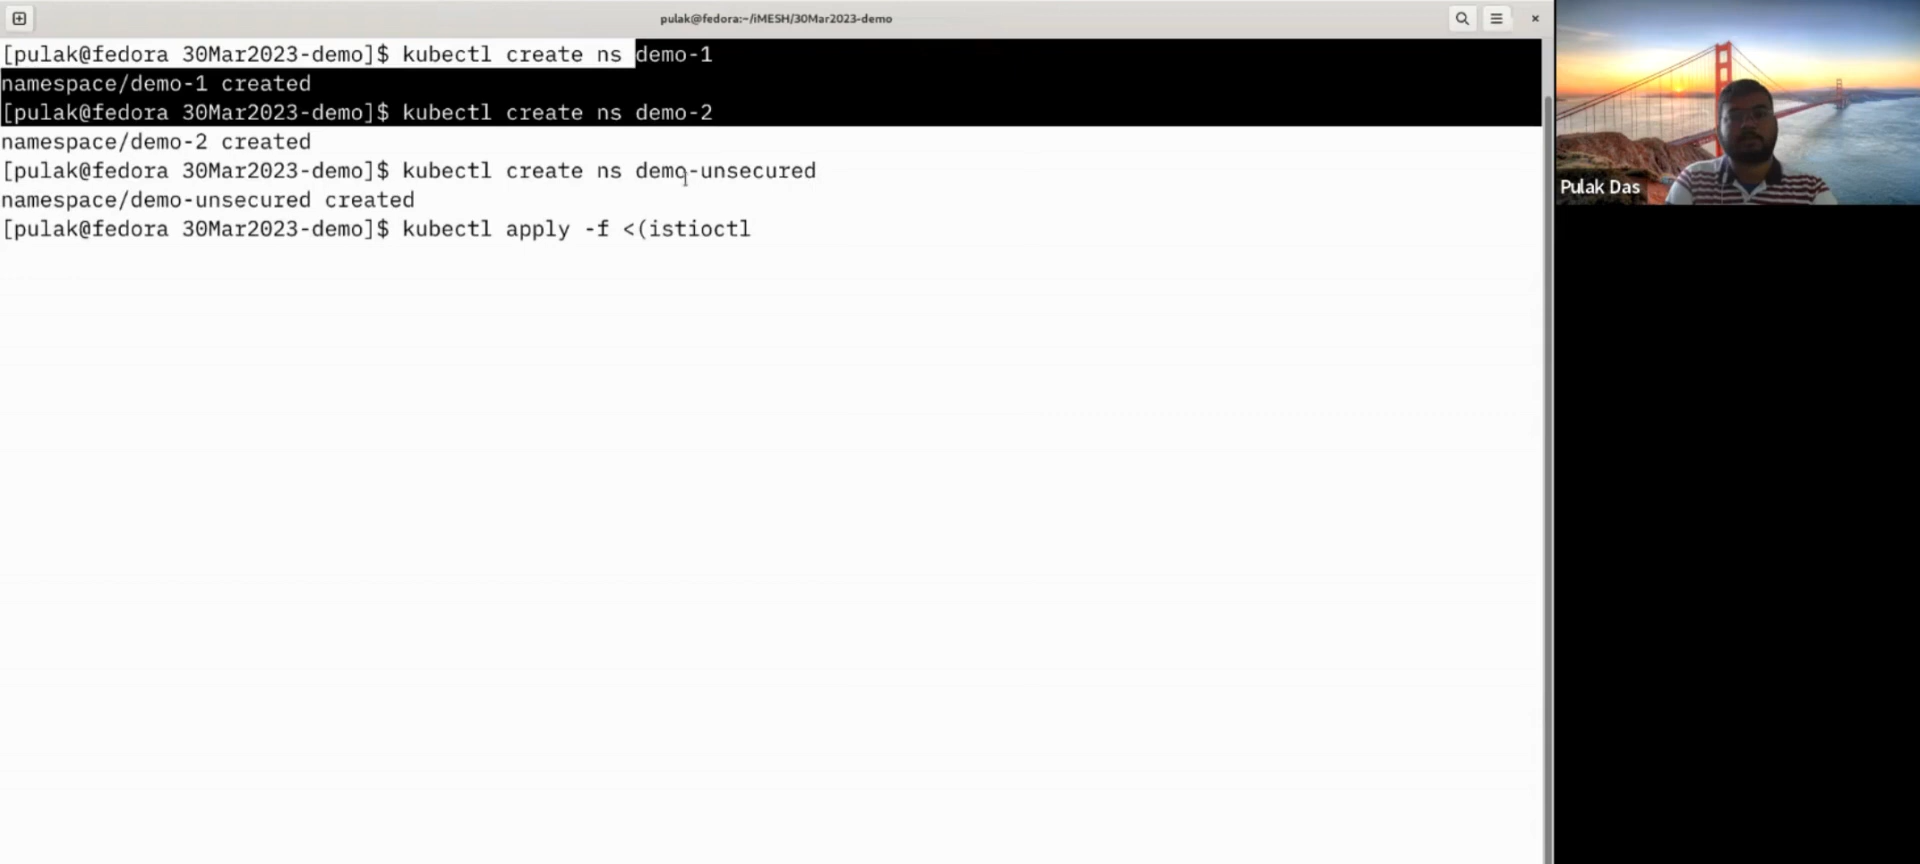 pulak@fedora:~/iMESH/30Mar2023-demo
[pulak@fedora 30Mar2023-demo]$ kubectl create ns demo-1
namespace/demo-1 created
[pulak@fedora 30Mar2023-demo]$ kubectl create ns demo-2
namespace/demo-2 created
[pulak@fedora 30Mar2023-demo]$ kubectl create ns demo-unsecured
namespace/demo-unsecured created
[pulak@fedora 30Mar2023-demo]$ kubectl apply -f <(istioctl
Pulak Das